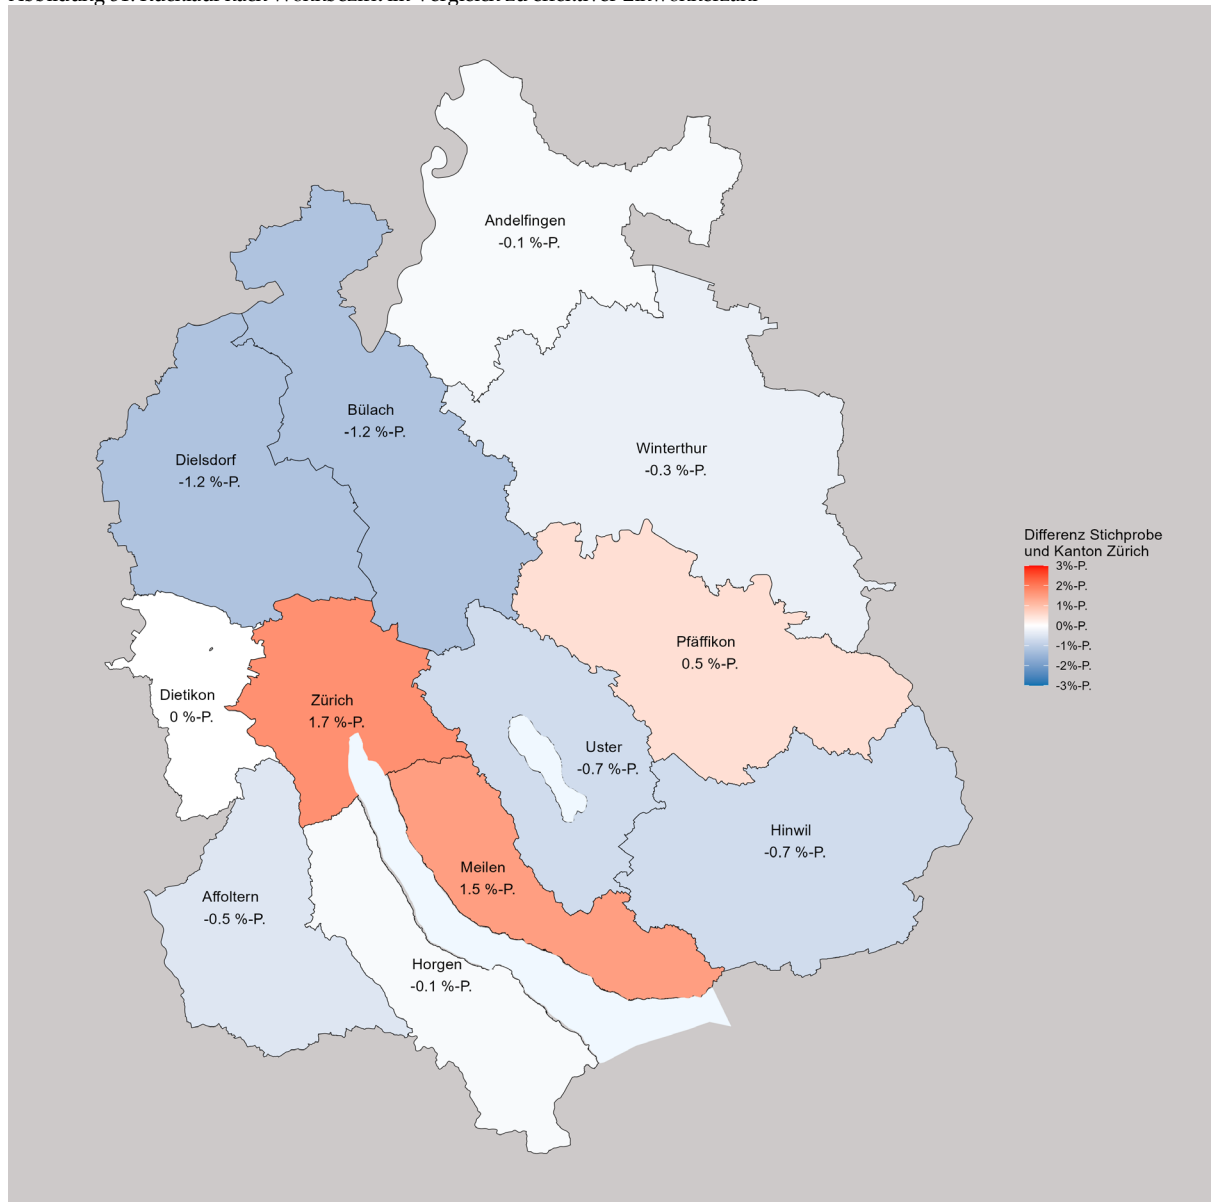 Andelfingen
-0.1 %-P.
Bülach
-1.2 %-P.
Dielsdorf
-1.2 %-P.
Winterthur
-0.3 %-P.
Differenz Stichprobe
und Kanton Zürich
3%-P.
2%-P.
1%-P.
0%-P.
-1%-P.
-2%-P.
-3%-P.
Pfäffikon
0.5 %-P.
Dietikon
0 %-P.
Zürich
1.7 %-P.
Uster
-0.7 %-P.
Hinwil
-0.7 %-P.
Meilen
1.5 %-P.
Affoltern
-0.5 %-P.
Horgen
-0.1 %-P.